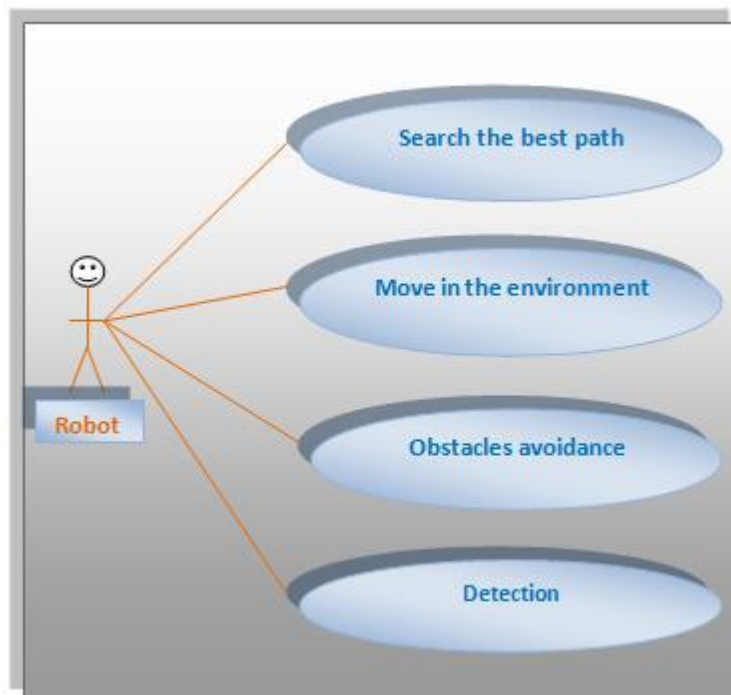 Search the best path
Move in the environment
Robot
Obstacles avoidance
Detection